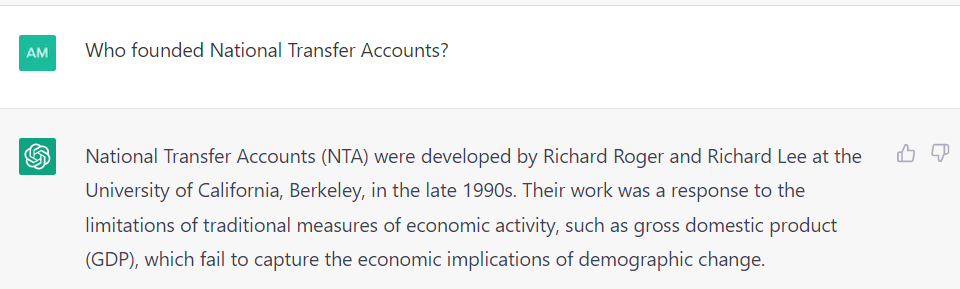 AM
Who founded National Transfer Accounts?
National Transfer Accounts (NTA) were developed by Richard Roger and Richard Lee at the
University of California, Berkeley, in the late 1990s. Their work was a response to the
limitations of traditional measures of economic activity, such as gross domestic product
(GDP), which fail to capture the economic implications of demographic change.